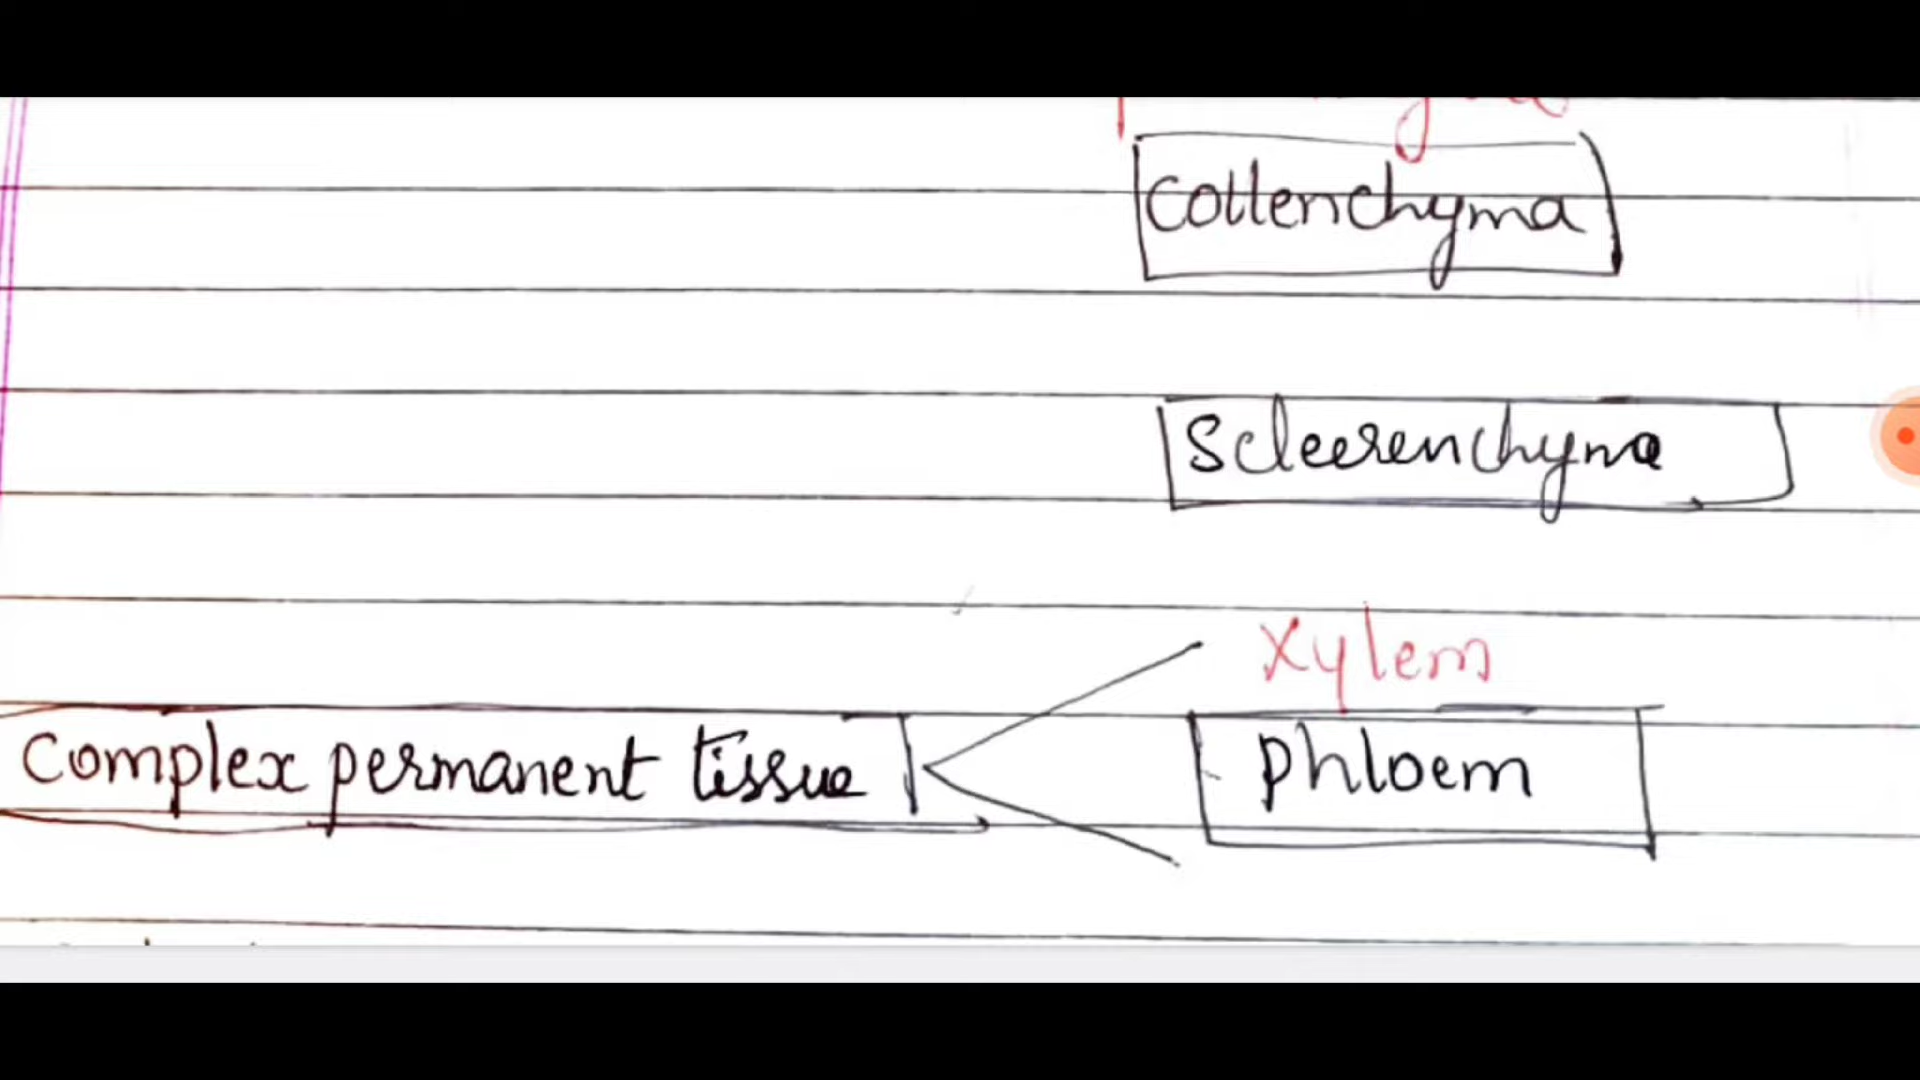 Collenchyma
Scleerenchyma
Xylem
Complex permanent tissue
Phloem